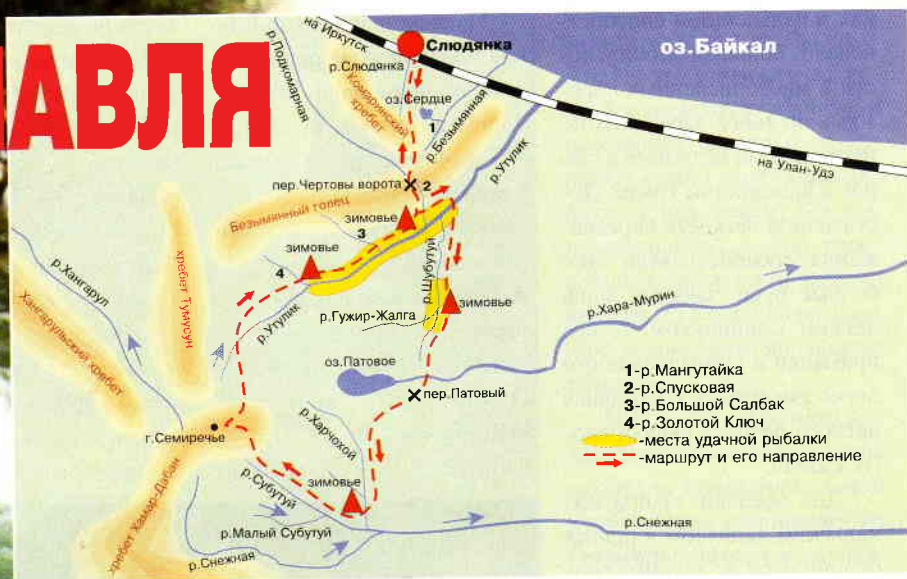 АВЛЯ
на Иркутск
Слюдянка
оз.Байкал
р.Подкомарная
р.Слюдянка
Комаринский
хребет
оз.Сердце
1
р.Безымянная
на Улан-Удэ
р.Утулик
пер.Чертовы ворота
2
Безымянный голец
зимовье
3
зимовье
4
р.Шубутуй
р.Хангарул
хребет Тумусун
Хангарульский хребет
р.Утулик
р.Гужир-Жалга
зимовье
р.Хара-Мурин
оз.Патовое
пер.Патовый
1-р.Мангутайка
2-р.Спусковая
3-р.Большой Салбак
4-р.Золотой Ключ
-места удачной рыбалки
-маршрут и его направление
г.Семиречье
р.Харчохой
хребет Хамар-Дабан
р.Субутуй
зимовье
р.Малый Субутуй
р.Снежная
р.Снежная